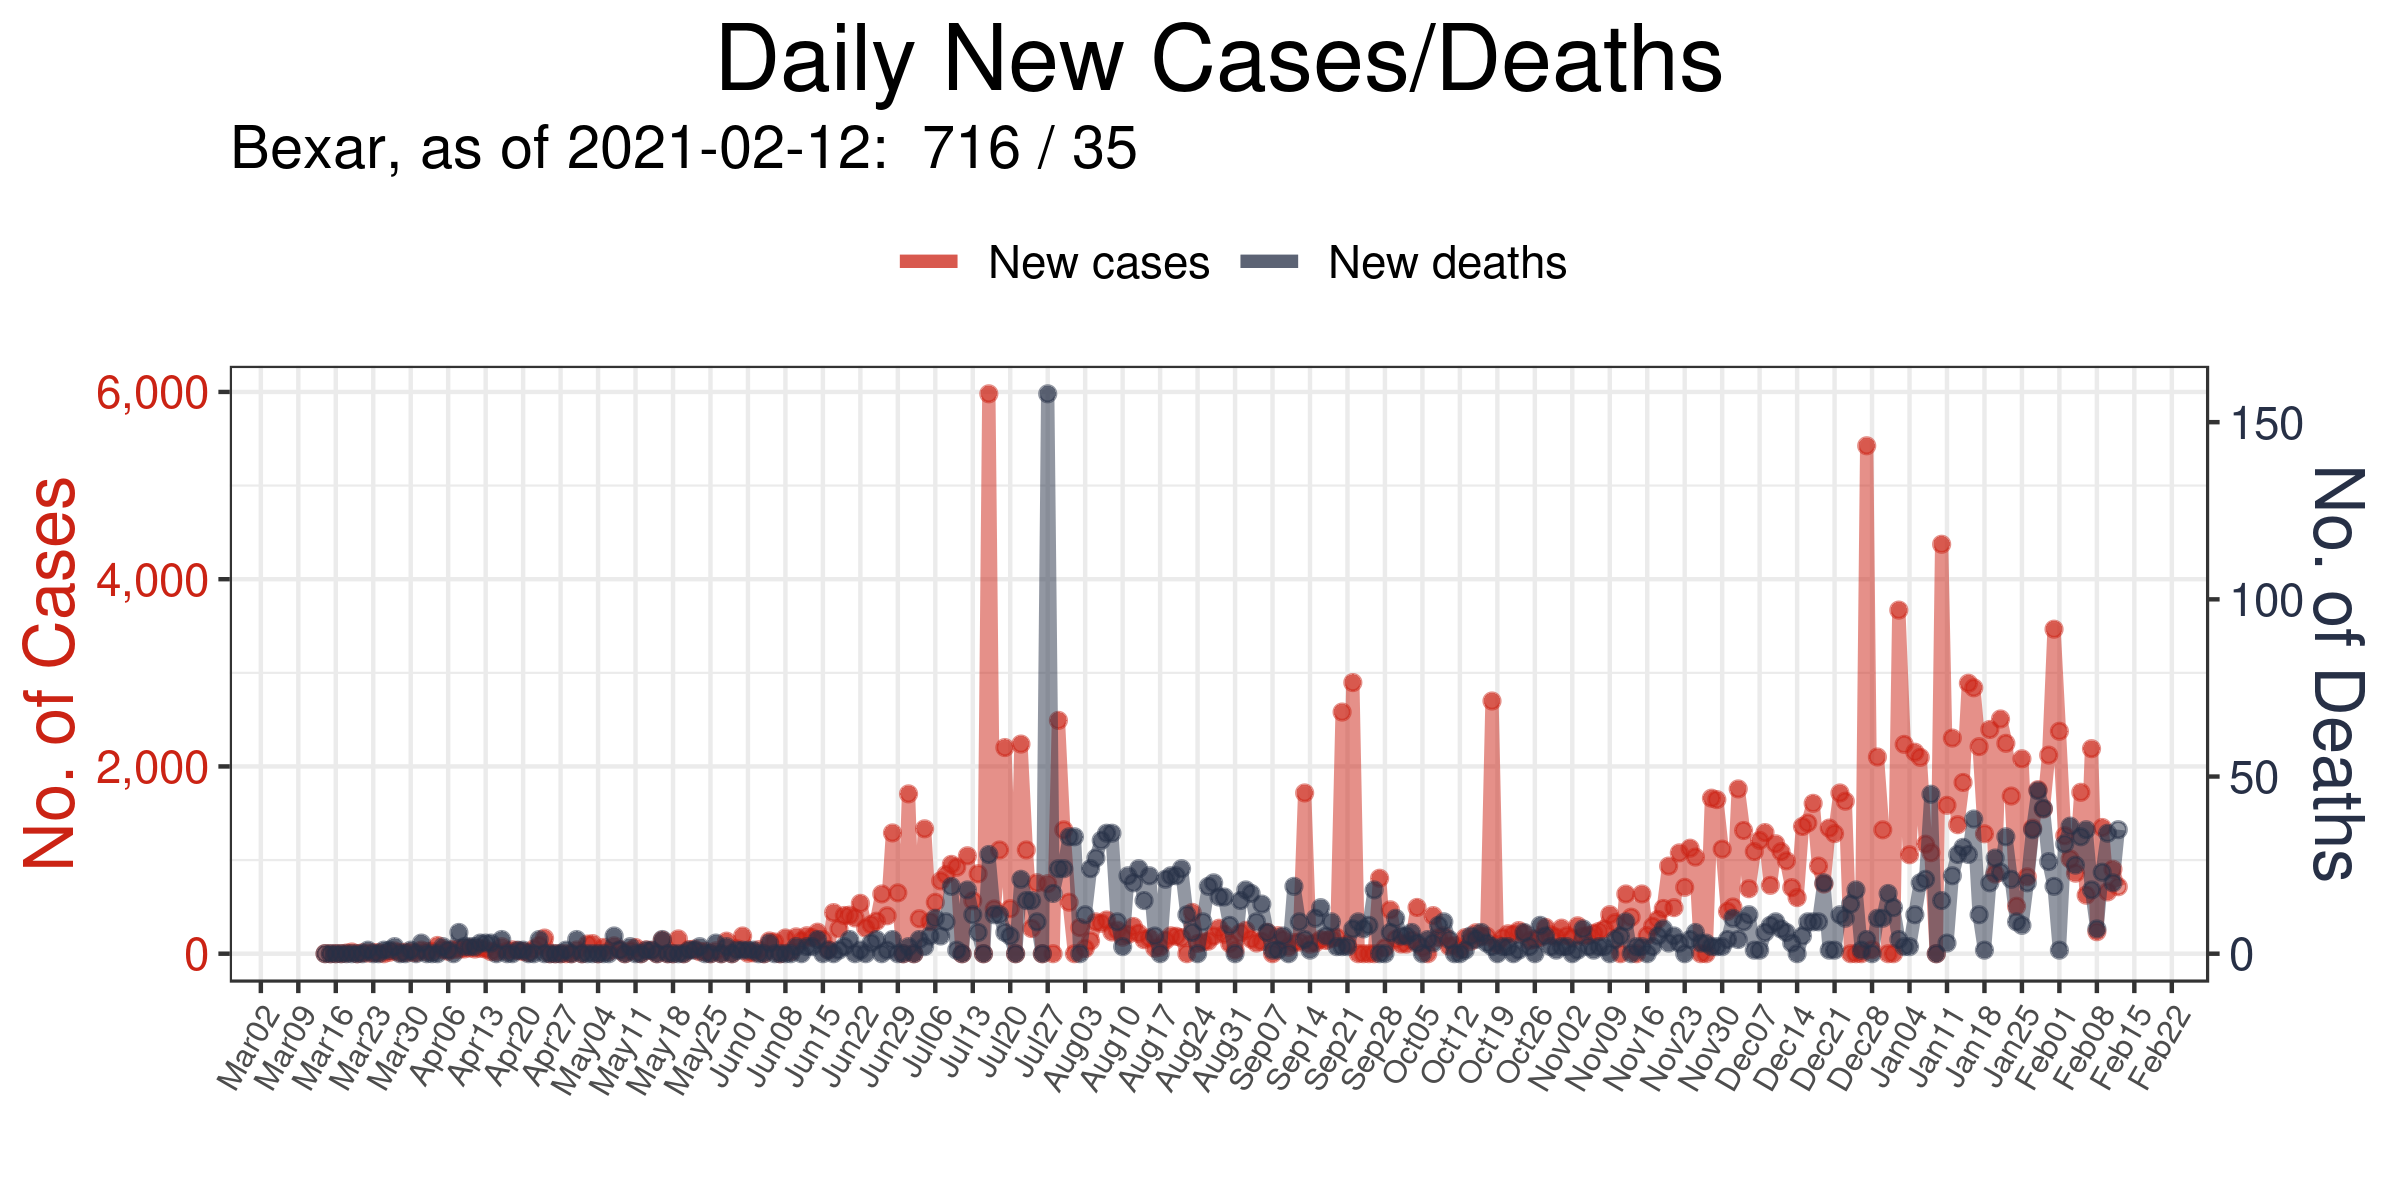 Daily New Cases/Deaths
Bexar, as of 2021-02-12: 716 / 35
New cases
New deaths
No. of Cases
6,000
4,000
2,000
0
150
100
50
0
No. of Deaths
Mar02
Mar09
Mar16
Mar23
Mar30
Apr06
Apr13
Apr20
Apr27
May04
May11
May18
May25
Jun01
Jun08
Jun15
Jun22
Jun29
Jul06
Jul13
Jul20
Jul27
Aug03
Aug10
Aug17
Aug24
Aug31
Sep07
Sep14
Sep21
Sep28
Oct05
Oct12
Oct19
Oct26
Nov02
Nov09
Nov16
Nov23
Nov30
Dec07
Dec14
Dec21
Dec28
Jan04
Jan11
Jan18
Jan25
Feb01
Feb08
Feb15
Feb22